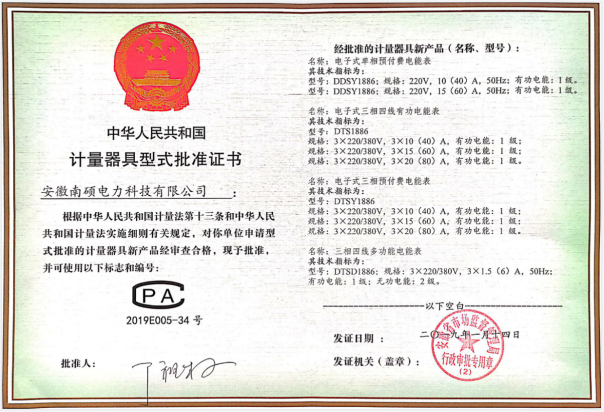 中华人民共和国
计量器具型式批准证书
安徽南硕电力科技有限公司：
根据中华人民共和国计量法第十三条和中华人民
共和国计量法实施细则有关规定，对你单位申请型
式批准的计量器具新产品经审查合格，现予批准，
并可使用以下标志和编号：
CPA
2019E005-34 号
批准人：
经批准的计量器具新产品（名称、型号）：
名称：电子式单相预付费电能表
其技术指标为：
型号：DDSY1886；规格：220V，10（40）A，50Hz；有功电能：1级。
型号：DDSY1886；规格：220V，15（60）A，50Hz；有功电能：1级。
名称：电子式三相四线有功电能表
其技术指标为：
型号：DTS1886
规格：3×220/380V，3×10（40）A，有功电能：1级；
规格：3×220/380V，3×15（60）A，有功电能：1级；
规格：3×220/380V，3×20（80）A，有功电能：1级；
名称：电子式三相预付费电能表
其技术指标为：
型号：DTSY1886
规格：3×220/380V，3×10（40）A，有功电能：1级；
规格：3×220/380V，3×15（60）A，有功电能：1级；
规格：3×220/380V，3×20（80）A，有功电能：1级；
名称：三相四线多功能电能表
型号：DTSD1886；规格：3×220/380V，3×1.5（6）A，50Hz；
有功电能：1级；无功电能：2级。
以下空白
发证日期：二〇一九年一月十四日
发证机关（盖章）：
安徽省市场监督管理局
行政审批专用章
（2）